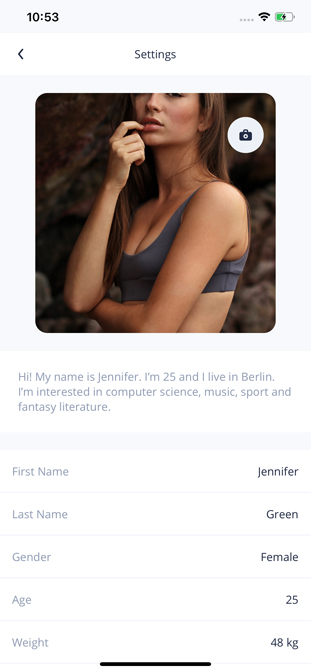 10:53
Settings
Hi! My name is Jennifer. I'm 25 and I live in Berlin.
I'm interested in computer science, music, sport and
fantasy literature.
First Name Jennifer
Last Name Green
Gender Female
Age 25
Weight 48 kg